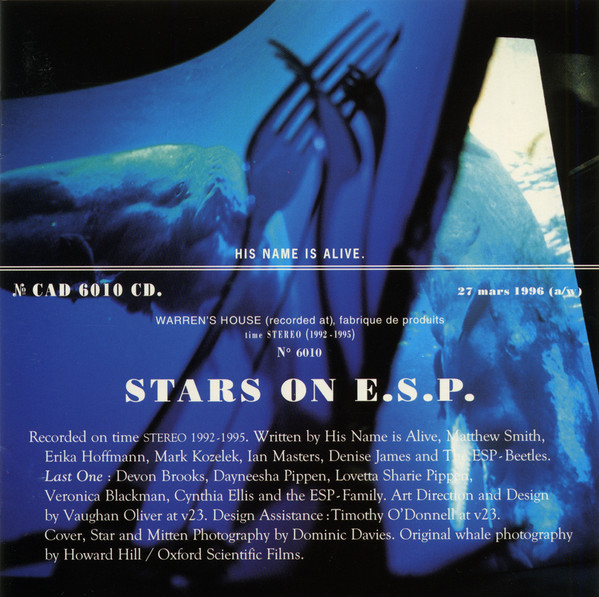 HIS NAME IS ALIVE.
№ CAD 6010 CD.
27 mars 1996 (a/w)
WARREN'S HOUSE (recorded at), fabrique de produits
time STEREO (1992-1995)
N° 6010
STARS ON E.S.P.
Recorded on time STEREO 1992-1995. Written by His Name is Alive, Matthew Smith,
Erika Hoffmann, Mark Kozelek, Ian Masters, Denise James and The ESP-Beetles.
Last One : Devon Brooks, Dayneesha Pippen, Lovetta Sharie Pippen,
Veronica Blackman, Cynthia Ellis and the ESP-Family. Art Direction and Design
by Vaughan Oliver at v23. Design Assistance : Timothy O'Donnell at v23.
Cover, Star and Mitten Photography by Dominic Davies. Original whale photography
by Howard Hill / Oxford Scientific Films.